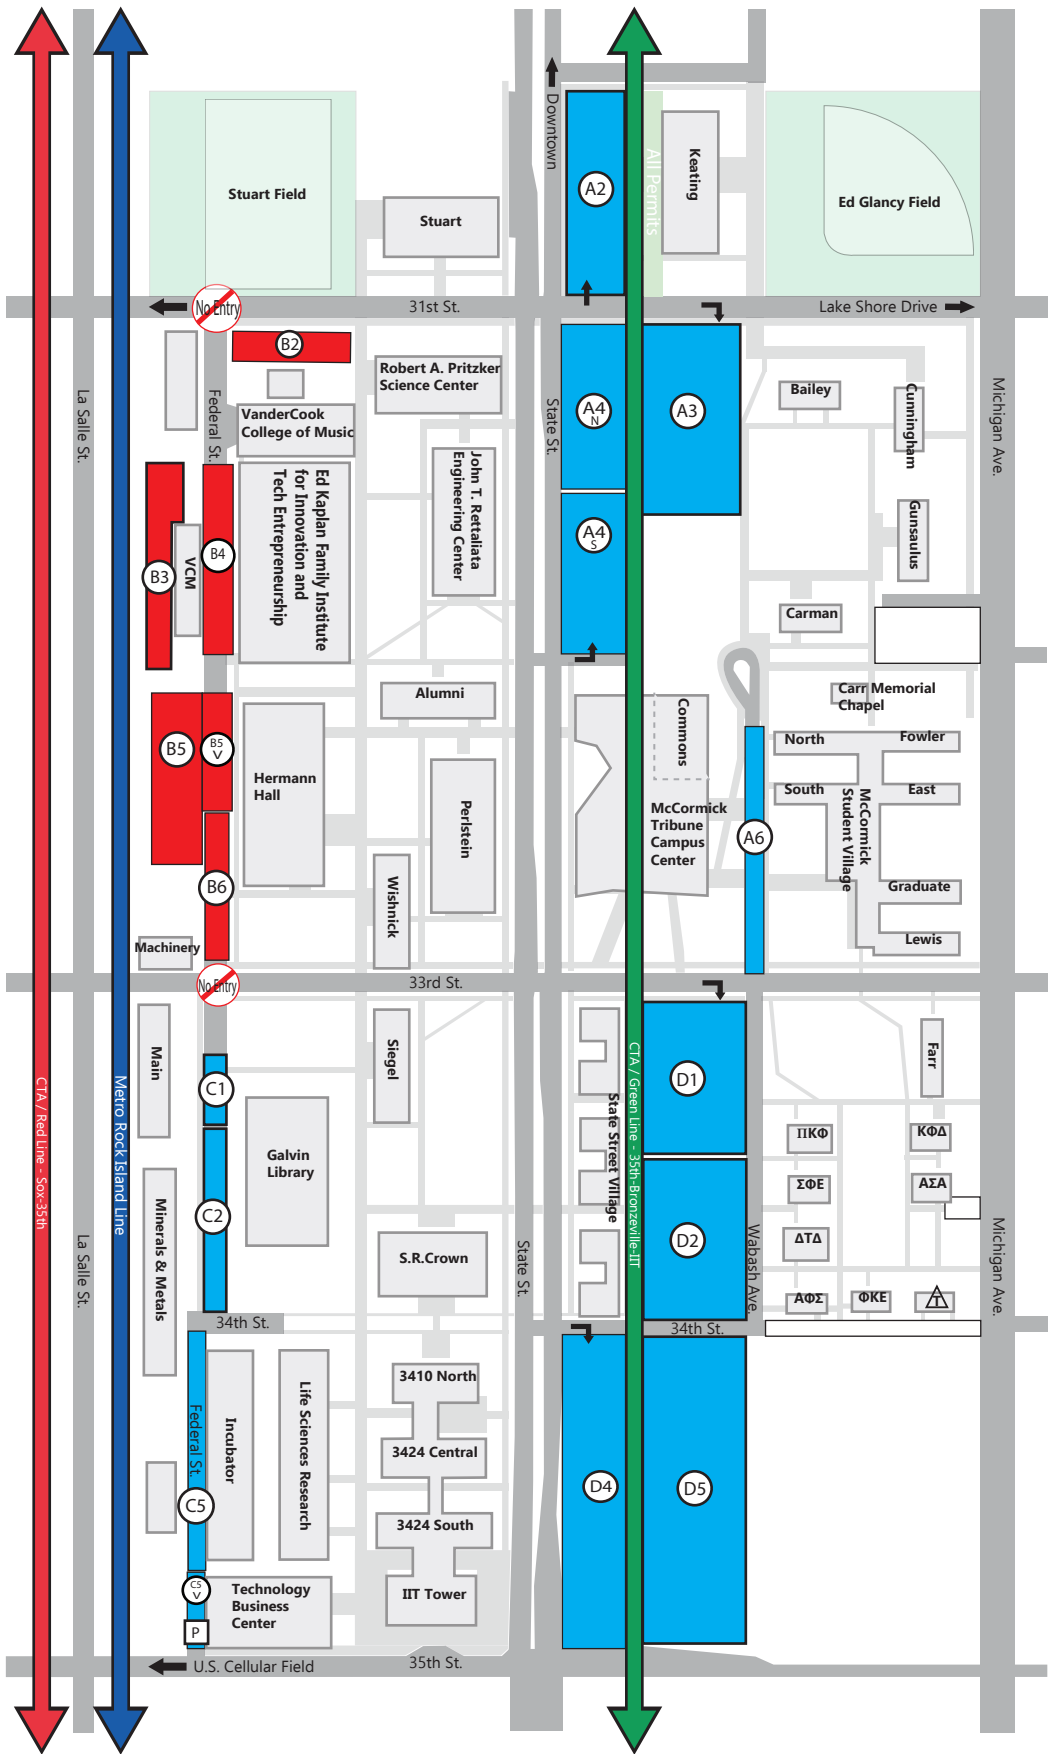 Downtown
A2
All Permits
Keating
Stuart Field
Stuart
Ed Glancy Field
No Entry
31st St.
Lake Shore Drive
B2
La Salle St.
Federal St.
VanderCook
College of Music
Robert A. Pritzker
Science Center
State St.
A4
N
A3
Bailey
Cunningham
Michigan Ave.
Ed Kaplan Family Institute
for Innovation and
Tech Entrepreneurship
John T. Rettaliata
Engineering Center
B3
VCM
B4
A4
S
Gunsaulus
Carman
Alumni
Carr Memorial
Chapel
B5
B5
V
Hermann
Hall
Perlstein
Commons
McCormick
Tribune
Campus
Center
A6
North
Fowler
South
East
McCormick
Student Village
Graduate
Lewis
B6
Wishnick
Machinery
No Entry
33rd St.
Main
C1
Siegel
CTA / Red Line - Sox-35th
Metro Rock Island Line
CTA / Green Line - 35th-Bronzeville-IIT
State Street Village
D1
Farr
Galvin
Library
ΠΚΦ
ΚΦΔ
Minerals & Metals
C2
ΣΦΕ
ΑΣΑ
La Salle St.
S.R.Crown
State St.
D2
Wabash Ave.
ΔΤΔ
Michigan Ave.
ΑΦΣ
ΦΚΕ
T
34th St.
34th St.
Federal St.
Incubator
Life Sciences Research
3410 North
3424 Central
C5
D4
D5
3424 South
C5
V
P
Technology
Business
Center
IIT Tower
U.S. Cellular Field
35th St.